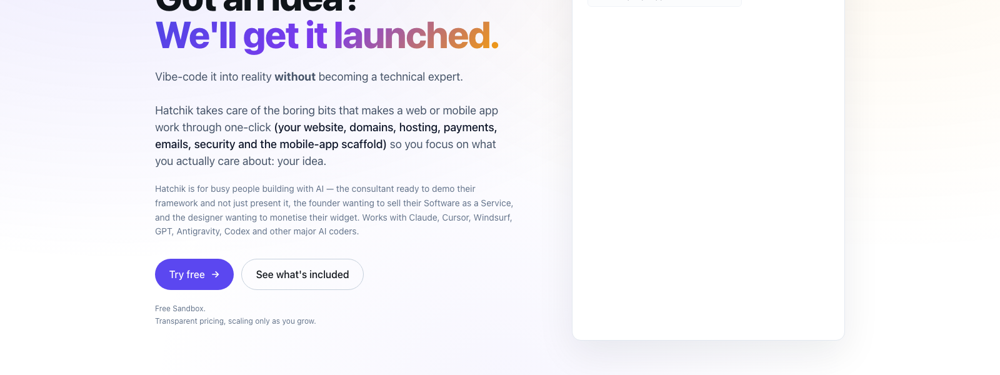 Got an idea?
We'll get it launched.
Vibe-code it into reality without becoming a technical expert.
Hatchik takes care of the boring bits that makes a web or mobile app
work through one-click (your website, domains, hosting, payments,
emails, security and the mobile-app scaffold) so you focus on what
you actually care about: your idea.
Hatchik is for busy people building with AI — the consultant ready to demo their
framework and not just present it, the founder wanting to sell their Software as a Service,
and the designer wanting to monetise their widget. Works with Claude, Cursor, Windsurf,
GPT, Antigravity, Codex and other major AI coders.
Try free →
See what's included
Free Sandbox.
Transparent pricing, scaling only as you grow.